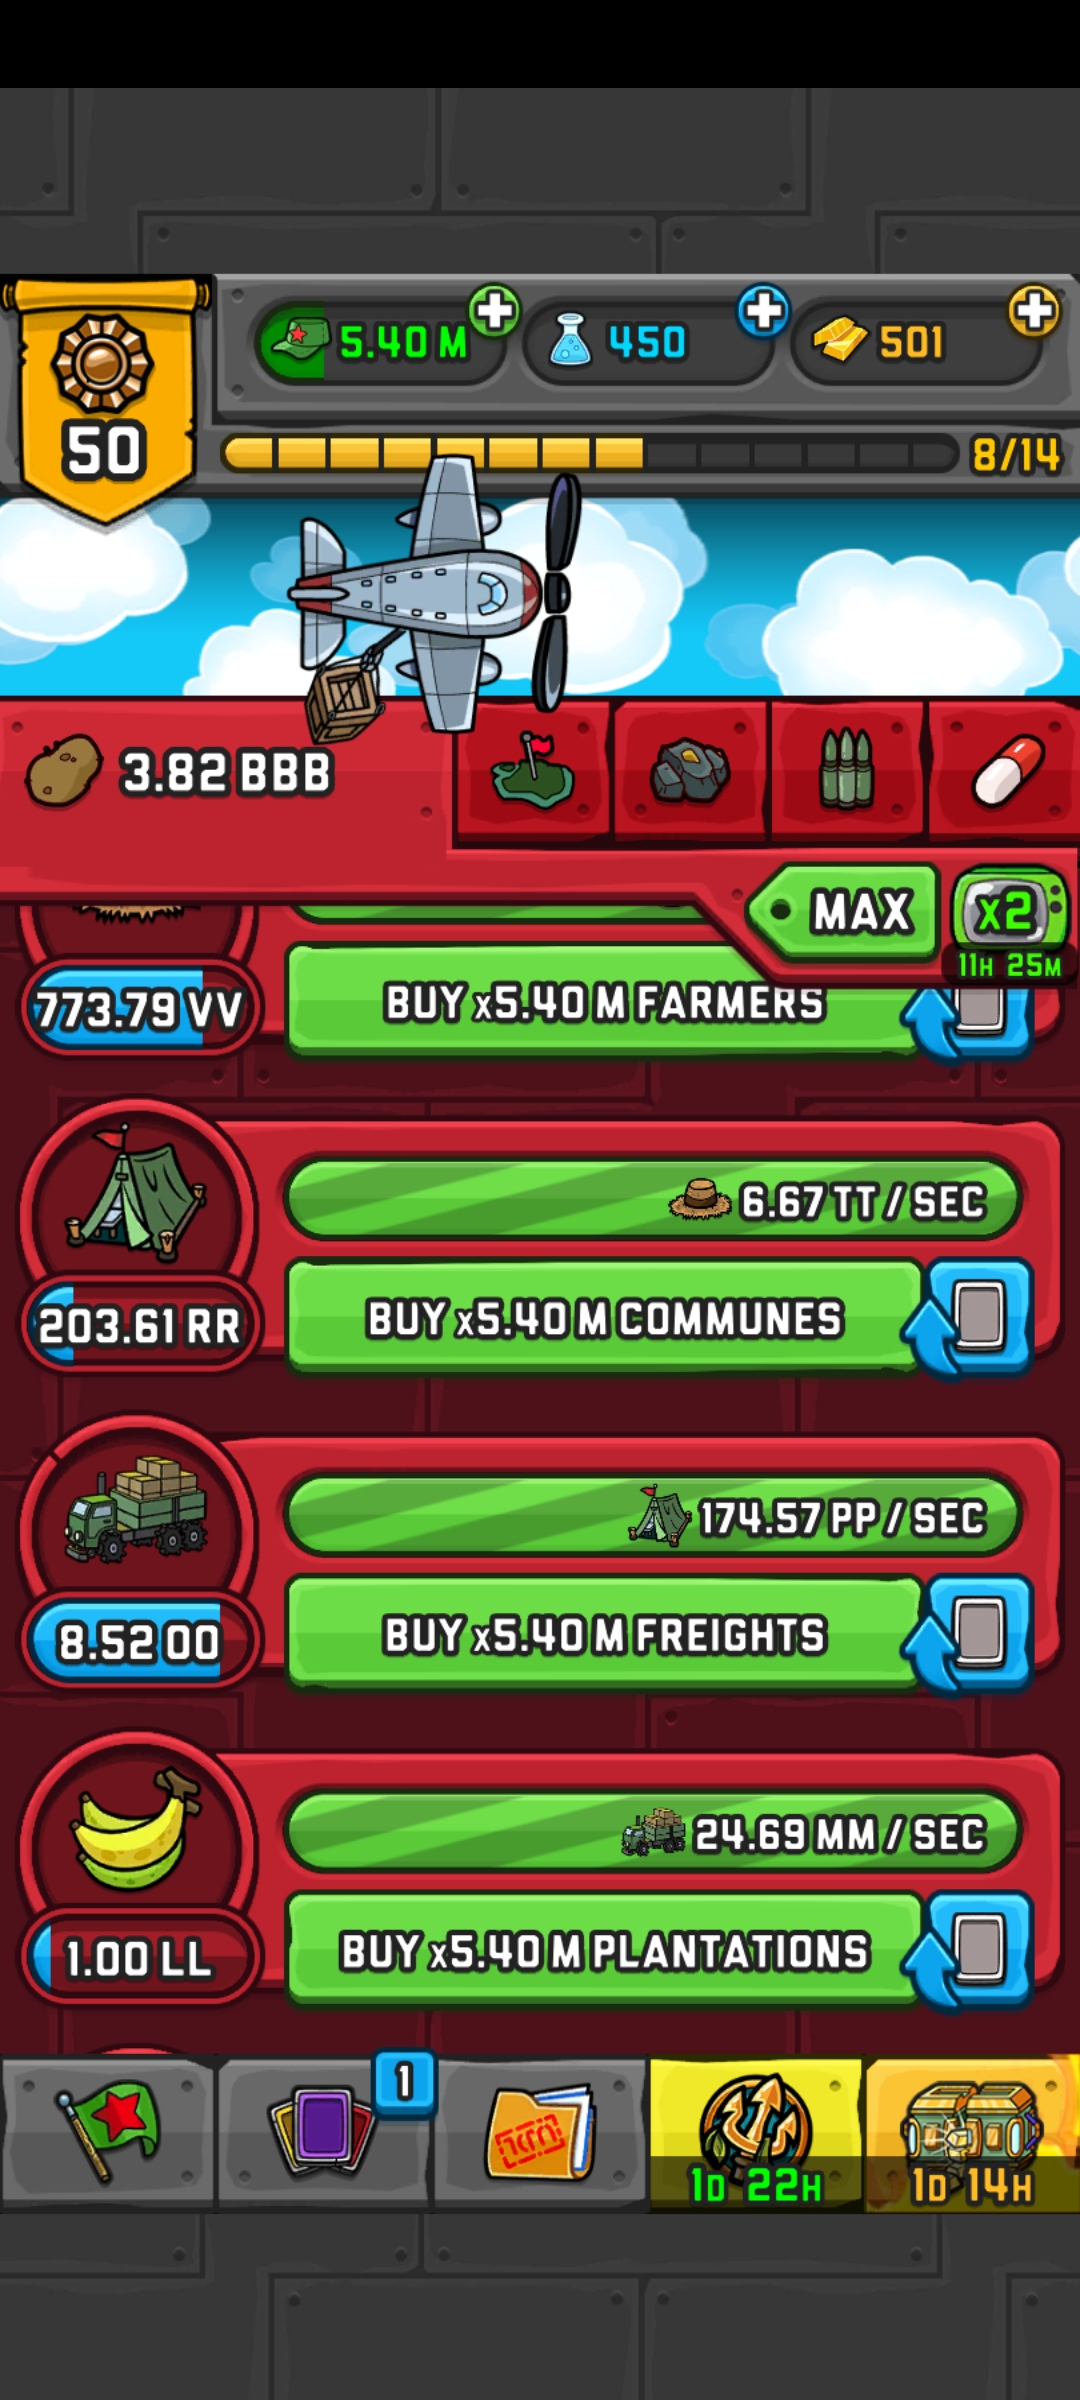 5.40 M
450
501
50
8/14
3.82 BBB
MAX
x2
11H 25M
773.79 VV
BUY x5.40 M FARMERS
6.67 TT / SEC
203.61 RR
BUY x5.40 M COMMUNES
174.57 PP / SEC
8.52 OO
BUY x5.40 M FREIGHTS
24.69 MM / SEC
1.00 LL
BUY x5.40 M PLANTATIONS
1
1D 22H
1D 14H